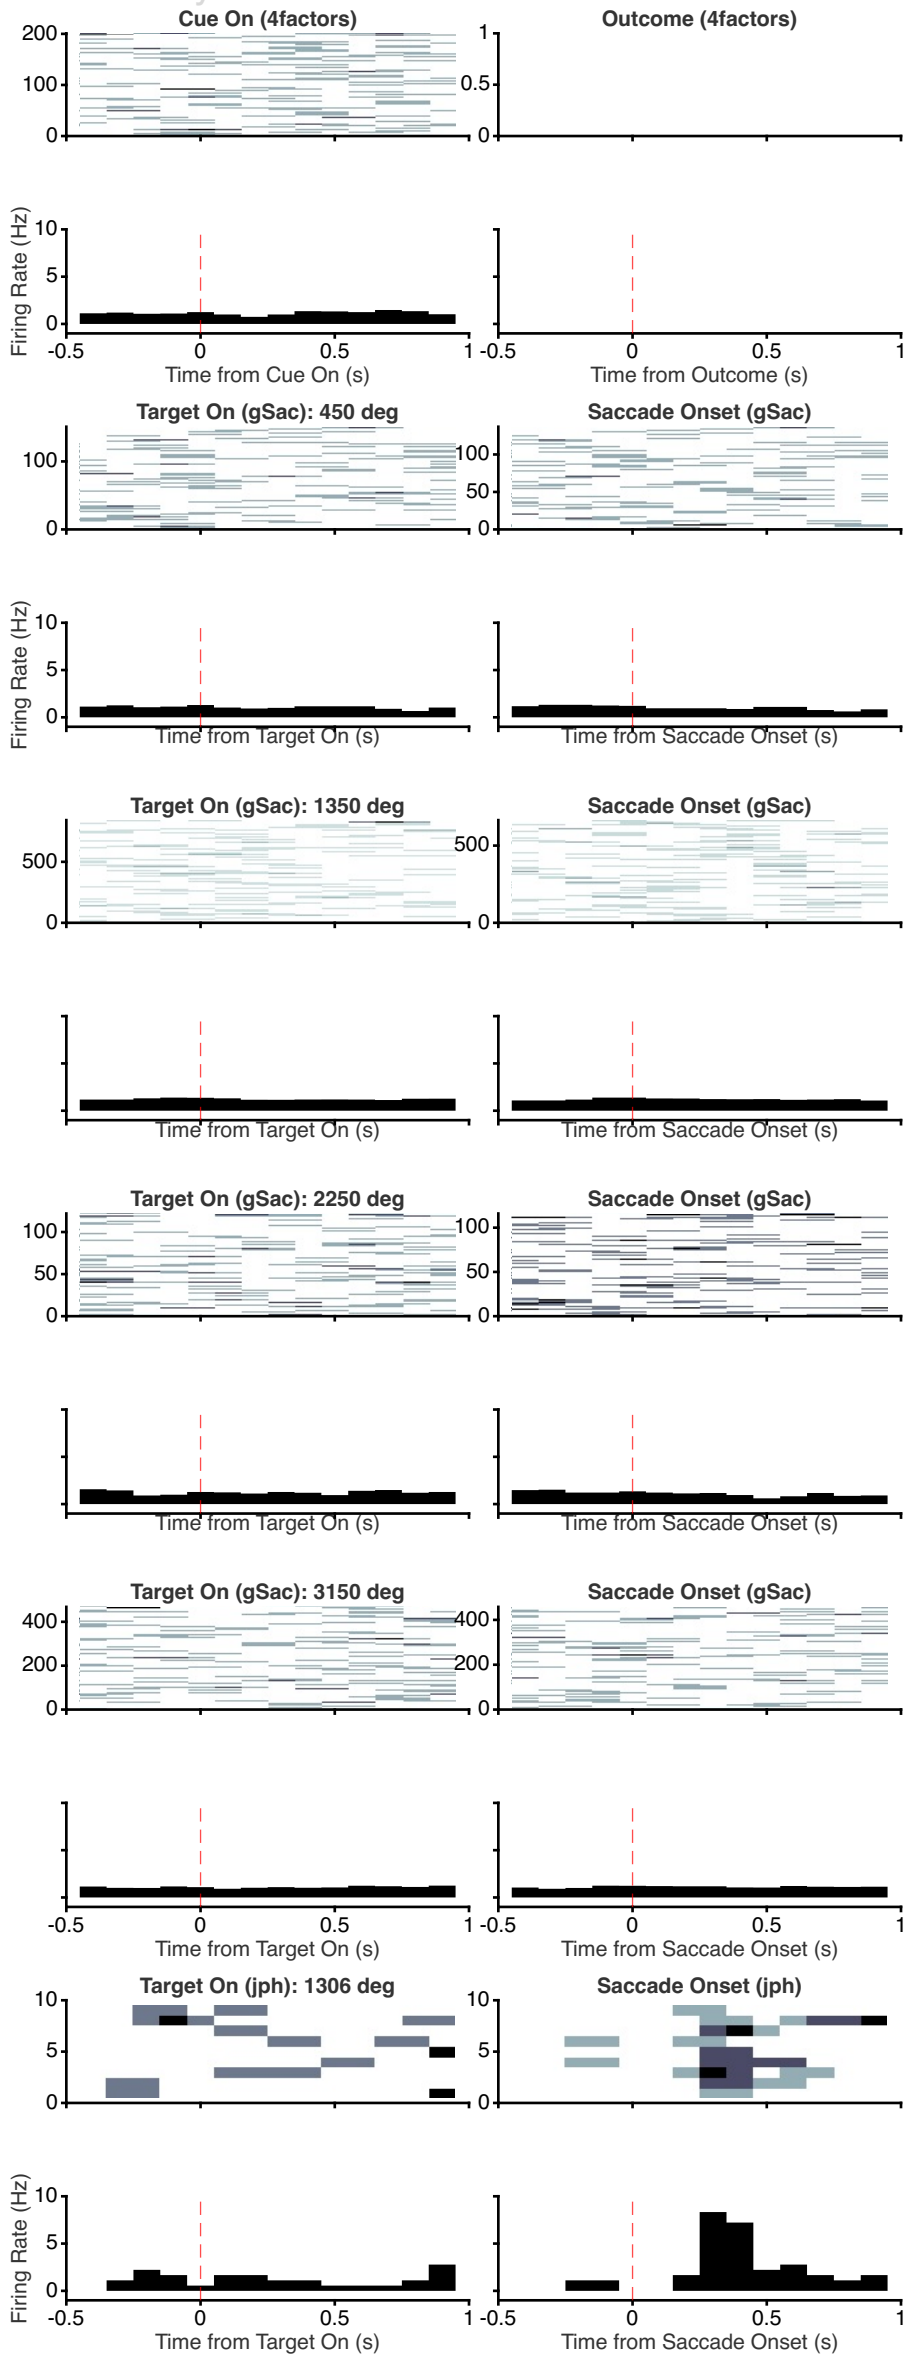 Cue On (4factors)
Outcome (4factors)
200
100
0
1
0.5
0
Firing Rate (Hz)
10
5
0
-0.5 0 0.5 1
-0.5 0 0.5 1
Time from Cue On (s)
Time from Outcome (s)
Target On (gSac): 450 deg
Saccade Onset (gSac)
100
0
100
50
0
Firing Rate (Hz)
10
5
0
Time from Target On (s)
Time from Saccade Onset (s)
Target On (gSac): 1350 deg
Saccade Onset (gSac)
500
0
500
0
Time from Target On (s)
Time from Saccade Onset (s)
Target On (gSac): 2250 deg
Saccade Onset (gSac)
100
50
0
100
50
0
Time from Target On (s)
Time from Saccade Onset (s)
Target On (gSac): 3150 deg
Saccade Onset (gSac)
400
200
0
400
200
0
-0.5 0 0.5 1
-0.5 0 0.5 1
Time from Target On (s)
Time from Saccade Onset (s)
Target On (jph): 1306 deg
Saccade Onset (jph)
10
5
0
10
5
0
Firing Rate (Hz)
10
5
0
10
5
0
-0.5 0 0.5 1
-0.5 0 0.5 1
Time from Target On (s)
Time from Saccade Onset (s)